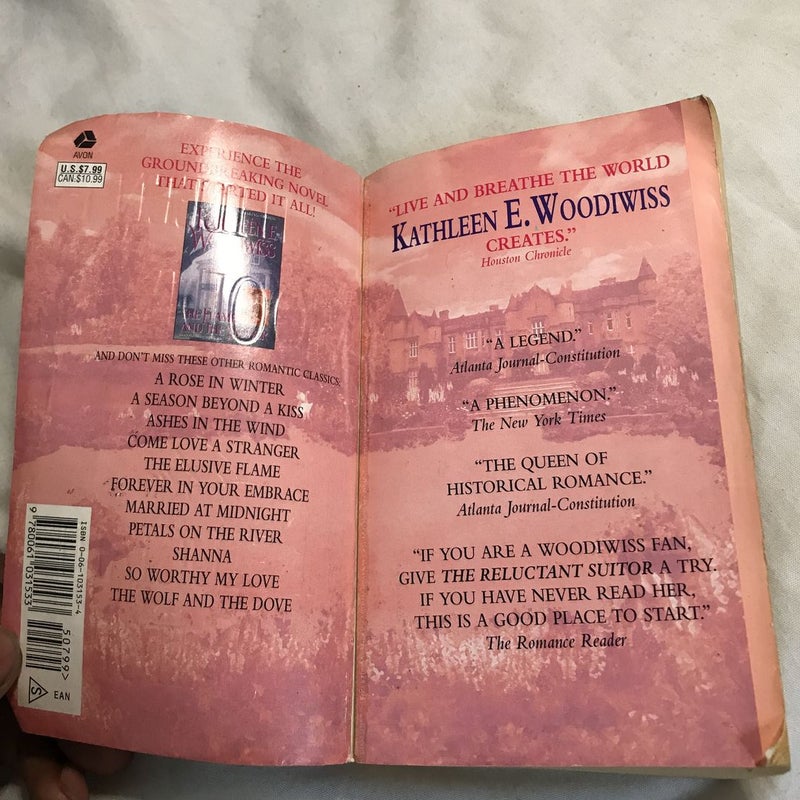 AVON
U.S.$7.99
CAN.$10.99
EXPERIENCE THE
GROUNDBREAKING NOVEL
THAT STARTED IT ALL!
AND DON'T MISS THESE OTHER ROMANTIC CLASSICS:
A ROSE IN WINTER
A SEASON BEYOND A KISS
ASHES IN THE WIND
COME LOVE A STRANGER
THE ELUSIVE FLAME
FOREVER IN YOUR EMBRACE
MARRIED AT MIDNIGHT
PETALS ON THE RIVER
SHANNA
SO WORTHY MY LOVE
THE WOLF AND THE DOVE
ISBN 0-06-103153-4
9 780061 031533
50799>
S
EAN
"LIVE AND BREATHE THE WORLD
KATHLEEN E. WOODIWISS
CREATES."
Houston Chronicle
"A LEGEND."
Atlanta Journal-Constitution
"A PHENOMENON."
The New York Times
"THE QUEEN OF
HISTORICAL ROMANCE."
Atlanta Journal-Constitution
"IF YOU ARE A WOODIWISS FAN,
GIVE THE RELUCTANT SUITOR A TRY.
IF YOU HAVE NEVER READ HER,
THIS IS A GOOD PLACE TO START."
The Romance Reader